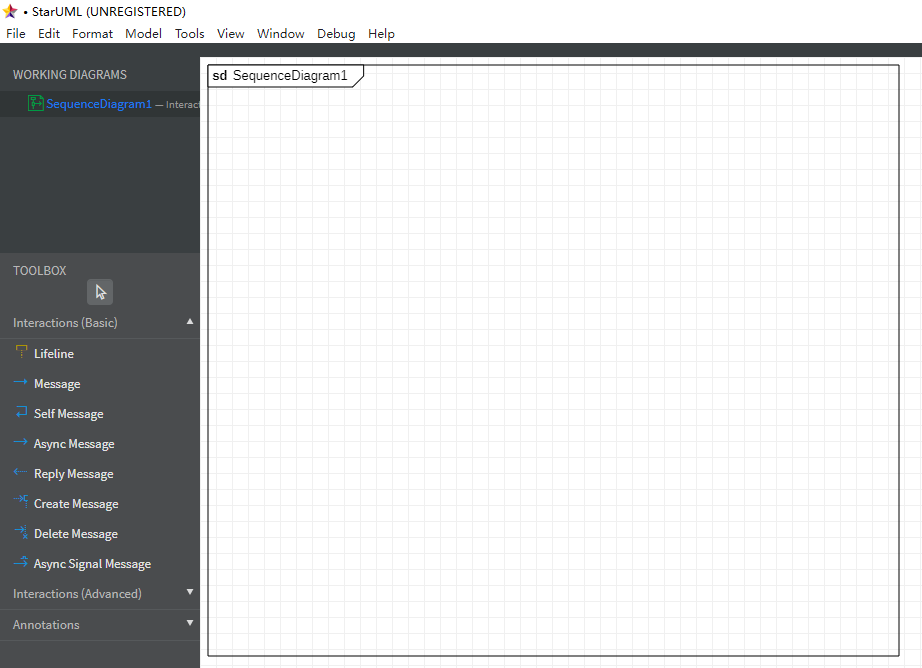 • StarUML (UNREGISTERED)
File Edit Format Model Tools View Window Debug Help
WORKING DIAGRAMS
SequenceDiagram1 — Interact
sd SequenceDiagram1
TOOLBOX
Interactions (Basic)
Lifeline
Message
Self Message
Async Message
Reply Message
Create Message
Delete Message
Async Signal Message
Interactions (Advanced)
Annotations